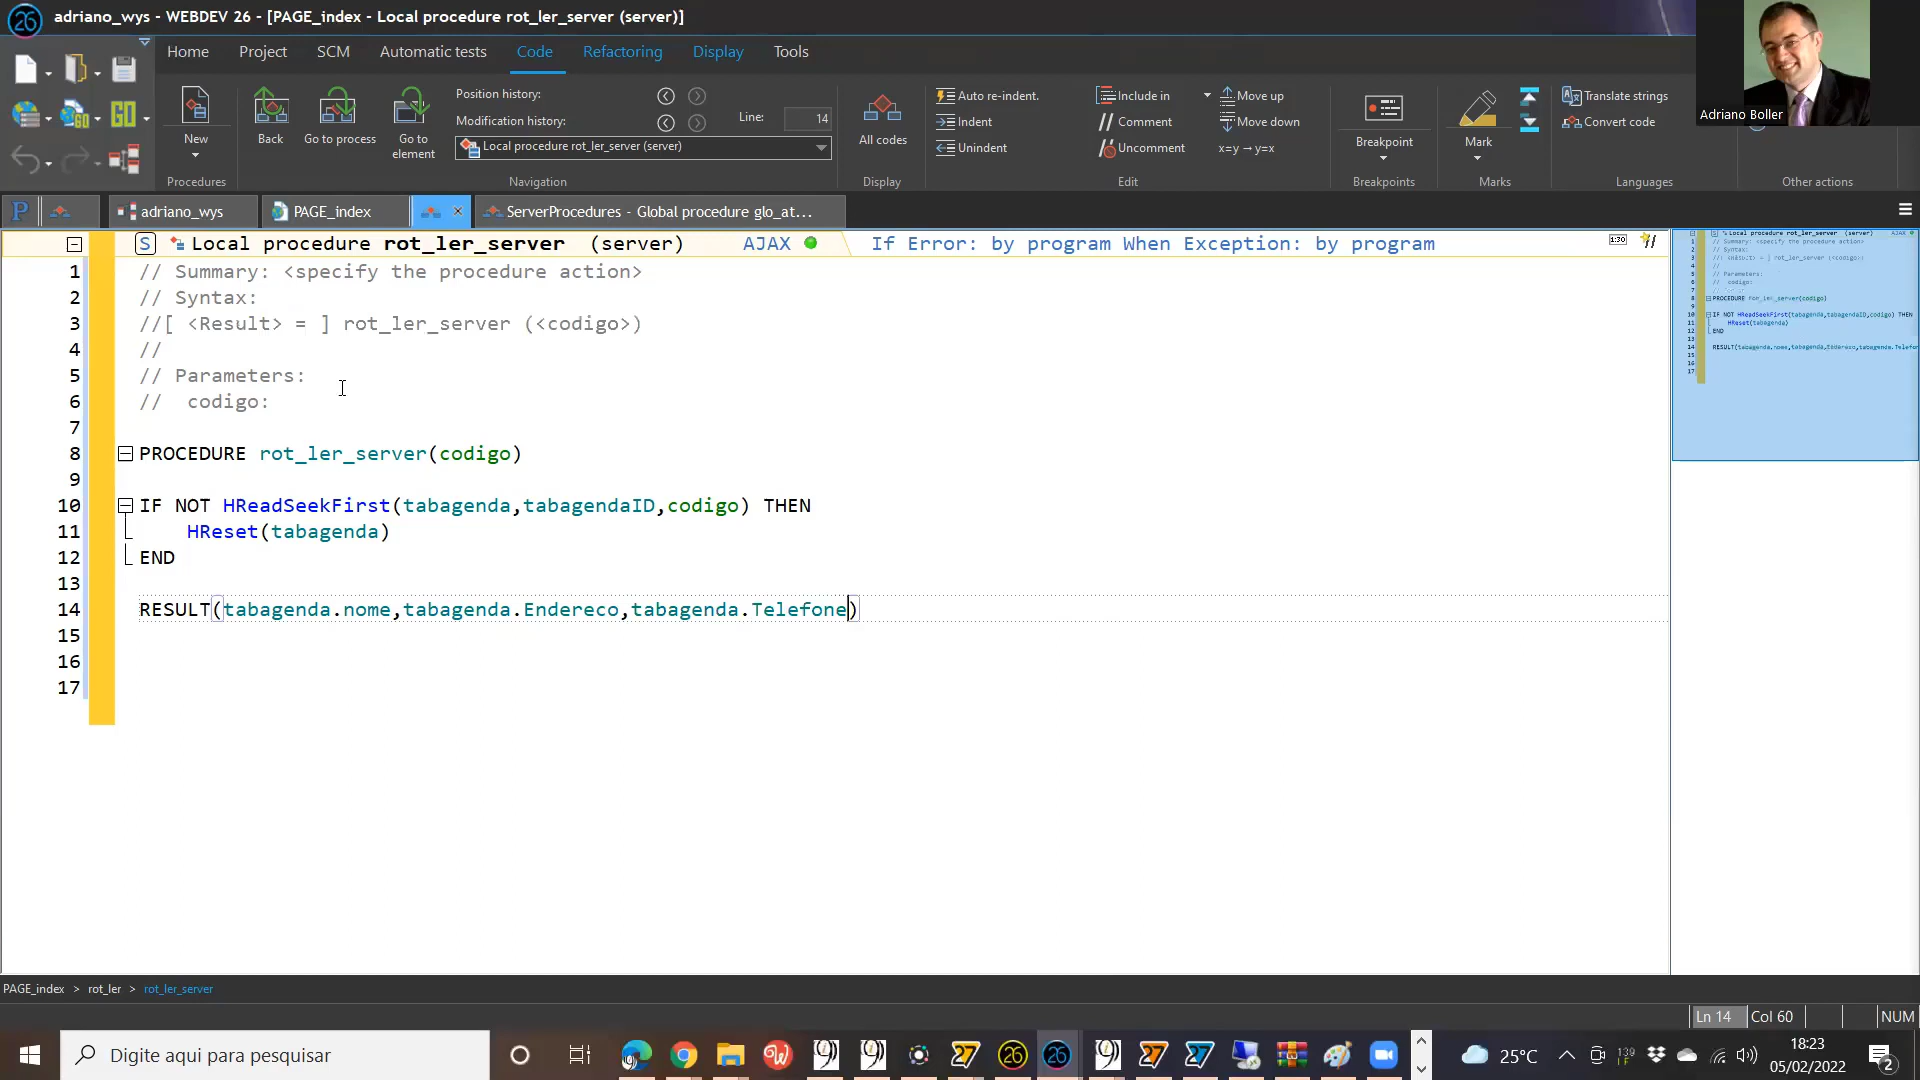 adriano_wys - WEBDEV 26 - [PAGE_index - Local procedure rot_ler_server (server)]
Home Project SCM Automatic tests Code Refactoring Display Tools
Adriano Boller
New
Procedures
Back
Go to process
Go to element
Position history:
Modification history:
Line: 14
Local procedure rot_ler_server (server)
Navigation
All codes
Display
Auto re-indent.
Indent
Unindent
Include in
Comment
Uncomment
Move up
Move down
x=y → y=x
Edit
Breakpoint
Breakpoints
Mark
Marks
Translate strings
Convert code
Languages
Other actions
adriano_wys PAGE_index ServerProcedures - Global procedure glo_at...
Local procedure rot_ler_server (server) AJAX If Error: by program When Exception: by program
1 // Summary: <specify the procedure action>
2 // Syntax:
3 //[ <Result> = ] rot_ler_server (<codigo>)
4 //
5 // Parameters:
6 // codigo:
7
8 PROCEDURE rot_ler_server(codigo)
9
10 IF NOT HReadSeekFirst(tabagenda,tabagendaID,codigo) THEN
11 HReset(tabagenda)
12 END
13
14 RESULT(tabagenda.nome,tabagenda.Endereco,tabagenda.Telefone)
15
16
17
PAGE_index > rot_ler > rot_ler_server
Ln 14 Col 60 NUM
Digite aqui para pesquisar
25°C
18:23
05/02/2022
2